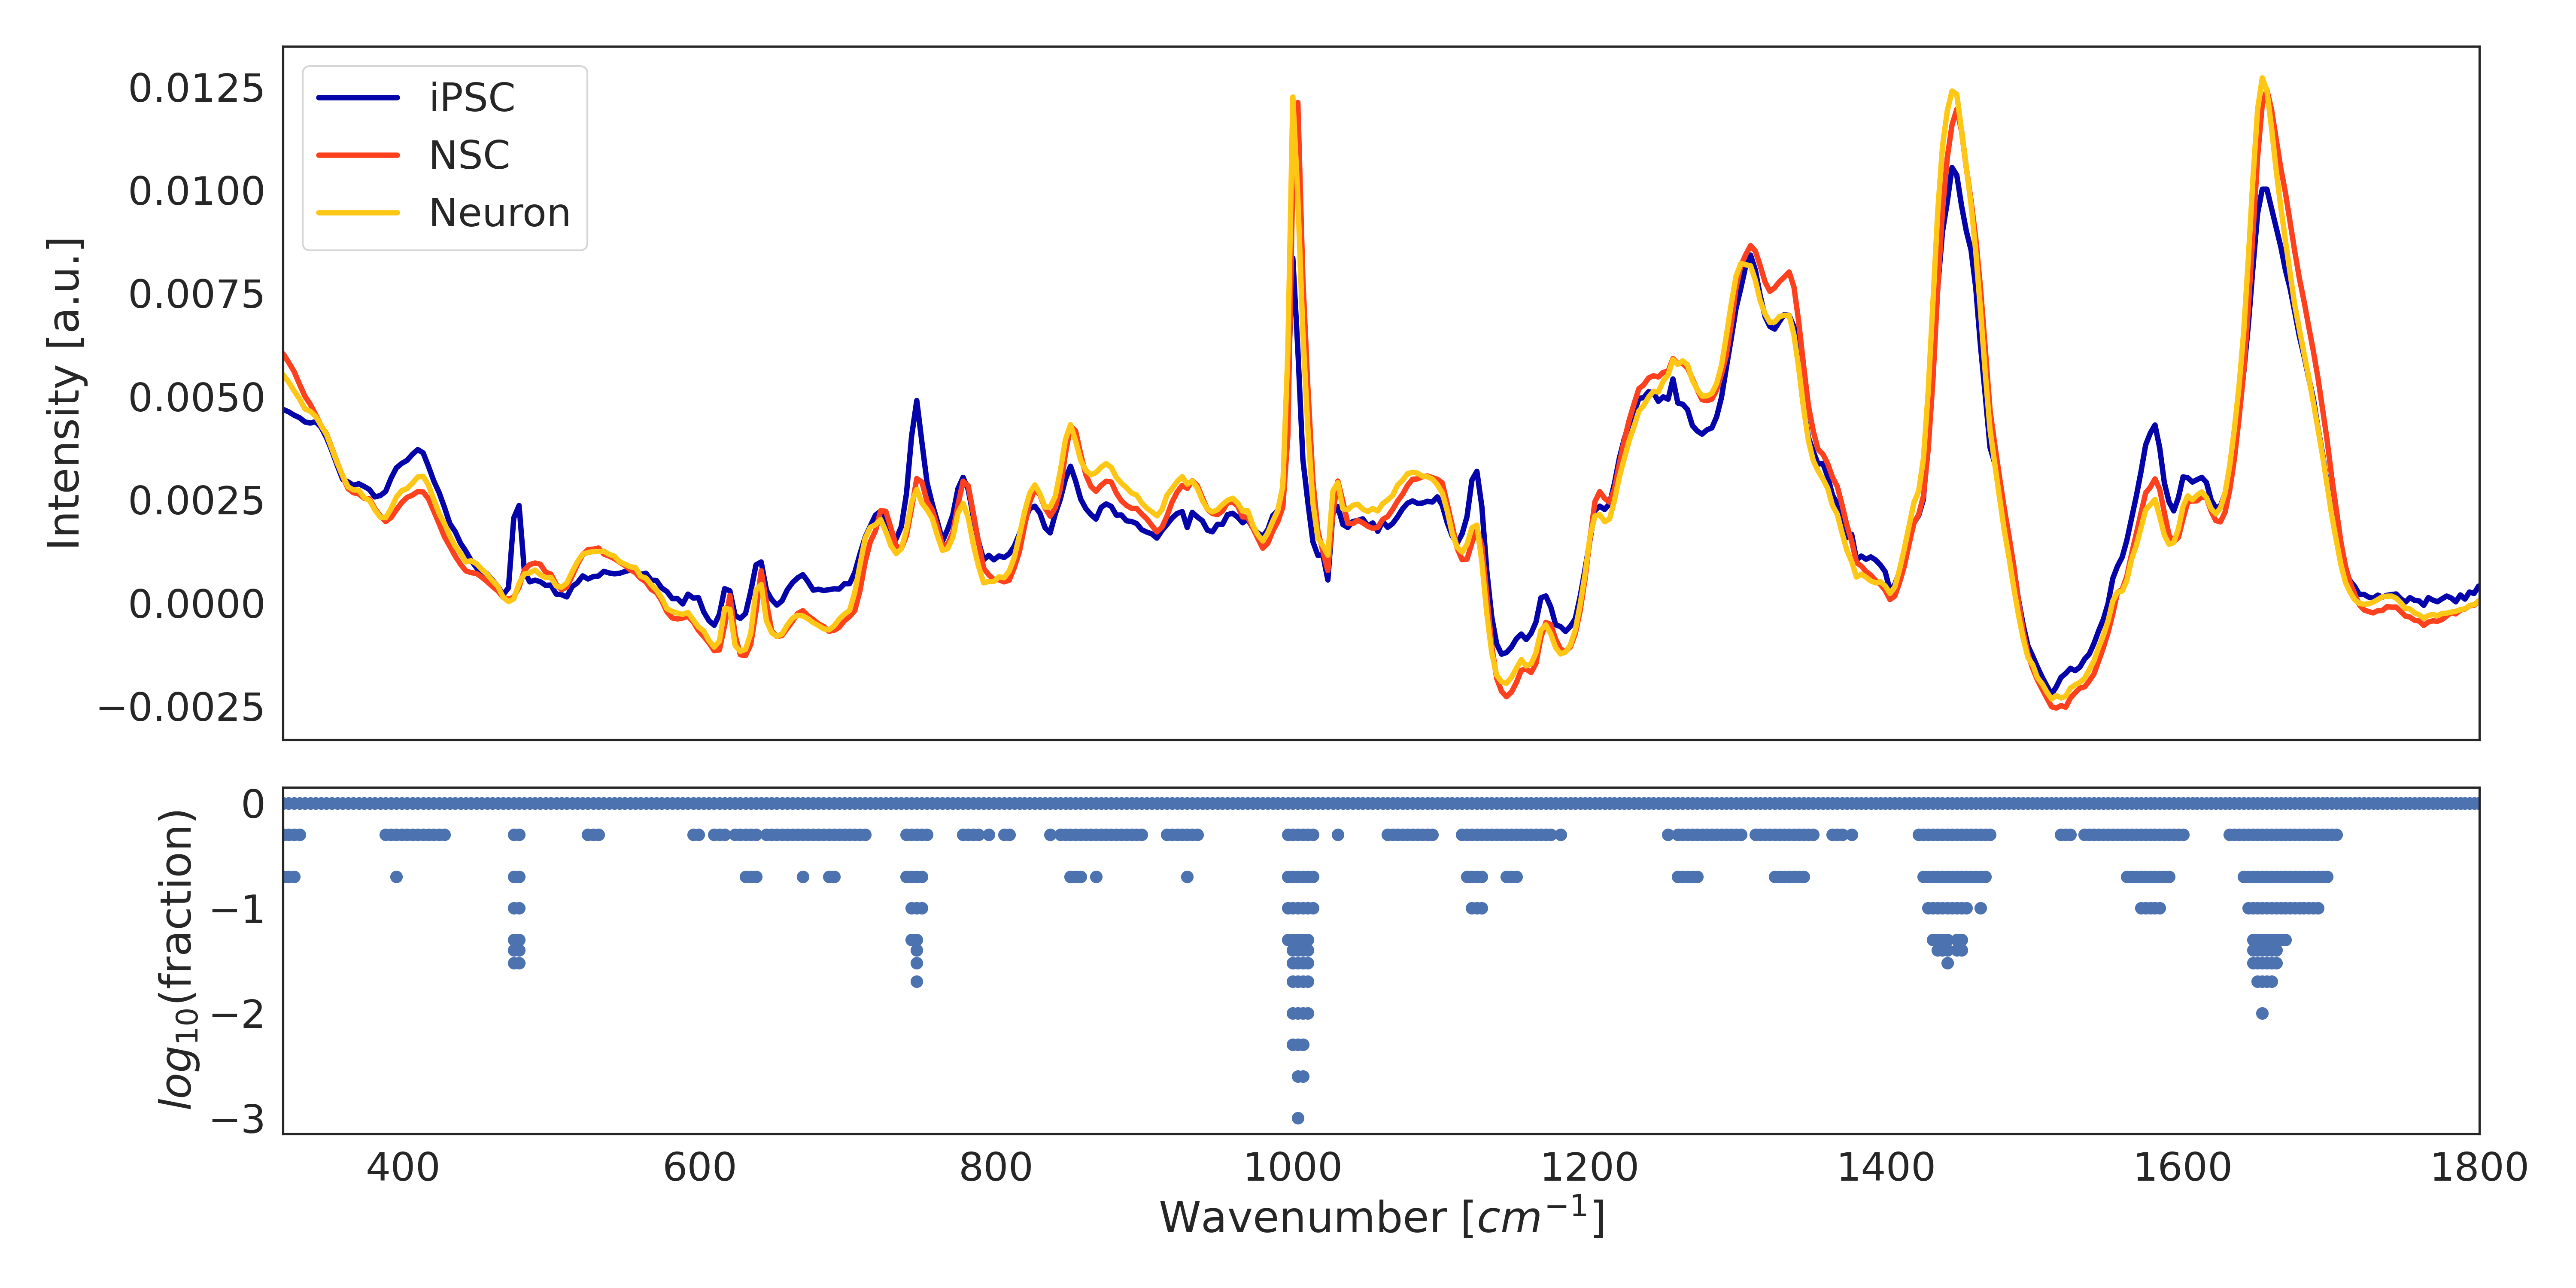 0.0125
0.0100
0.0075
0.0050
0.0025
0.0000
−0.0025
Intensity [a.u.]
iPSC
NSC
Neuron
0
−1
−2
−3
log₁₀(fraction)
400 600 800 1000 1200 1400 1600 1800
Wavenumber [cm⁻¹]